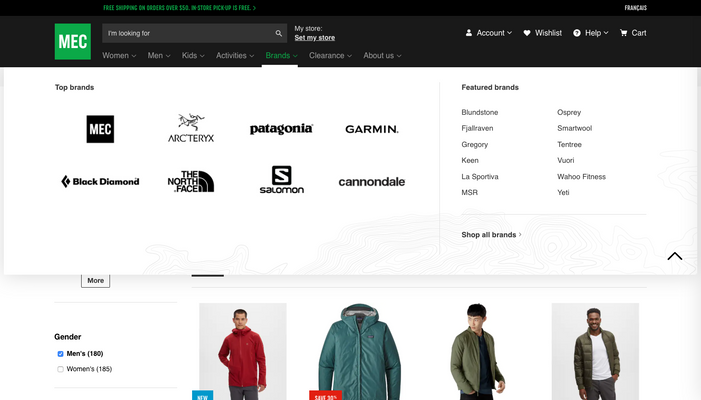 FREE SHIPPING ON ORDERS OVER $50. IN-STORE PICK-UP IS FREE. >
FRANÇAIS
MEC
I'm looking for
My store:
Set my store
Account
Wishlist
Help
Cart
Women
Men
Kids
Activities
Brands
Clearance
About us
Top brands
MEC
ARC'TERYX
patagonia
GARMIN
Black Diamond
THE NORTH FACE
SALOMON
cannondale
Featured brands
Blundstone
Osprey
Fjallraven
Smartwool
Gregory
Tentree
Keen
Vuori
La Sportiva
Wahoo Fitness
MSR
Yeti
Shop all brands >
More
Gender
Men's (180)
Women's (185)
NEW
SAVE 30%